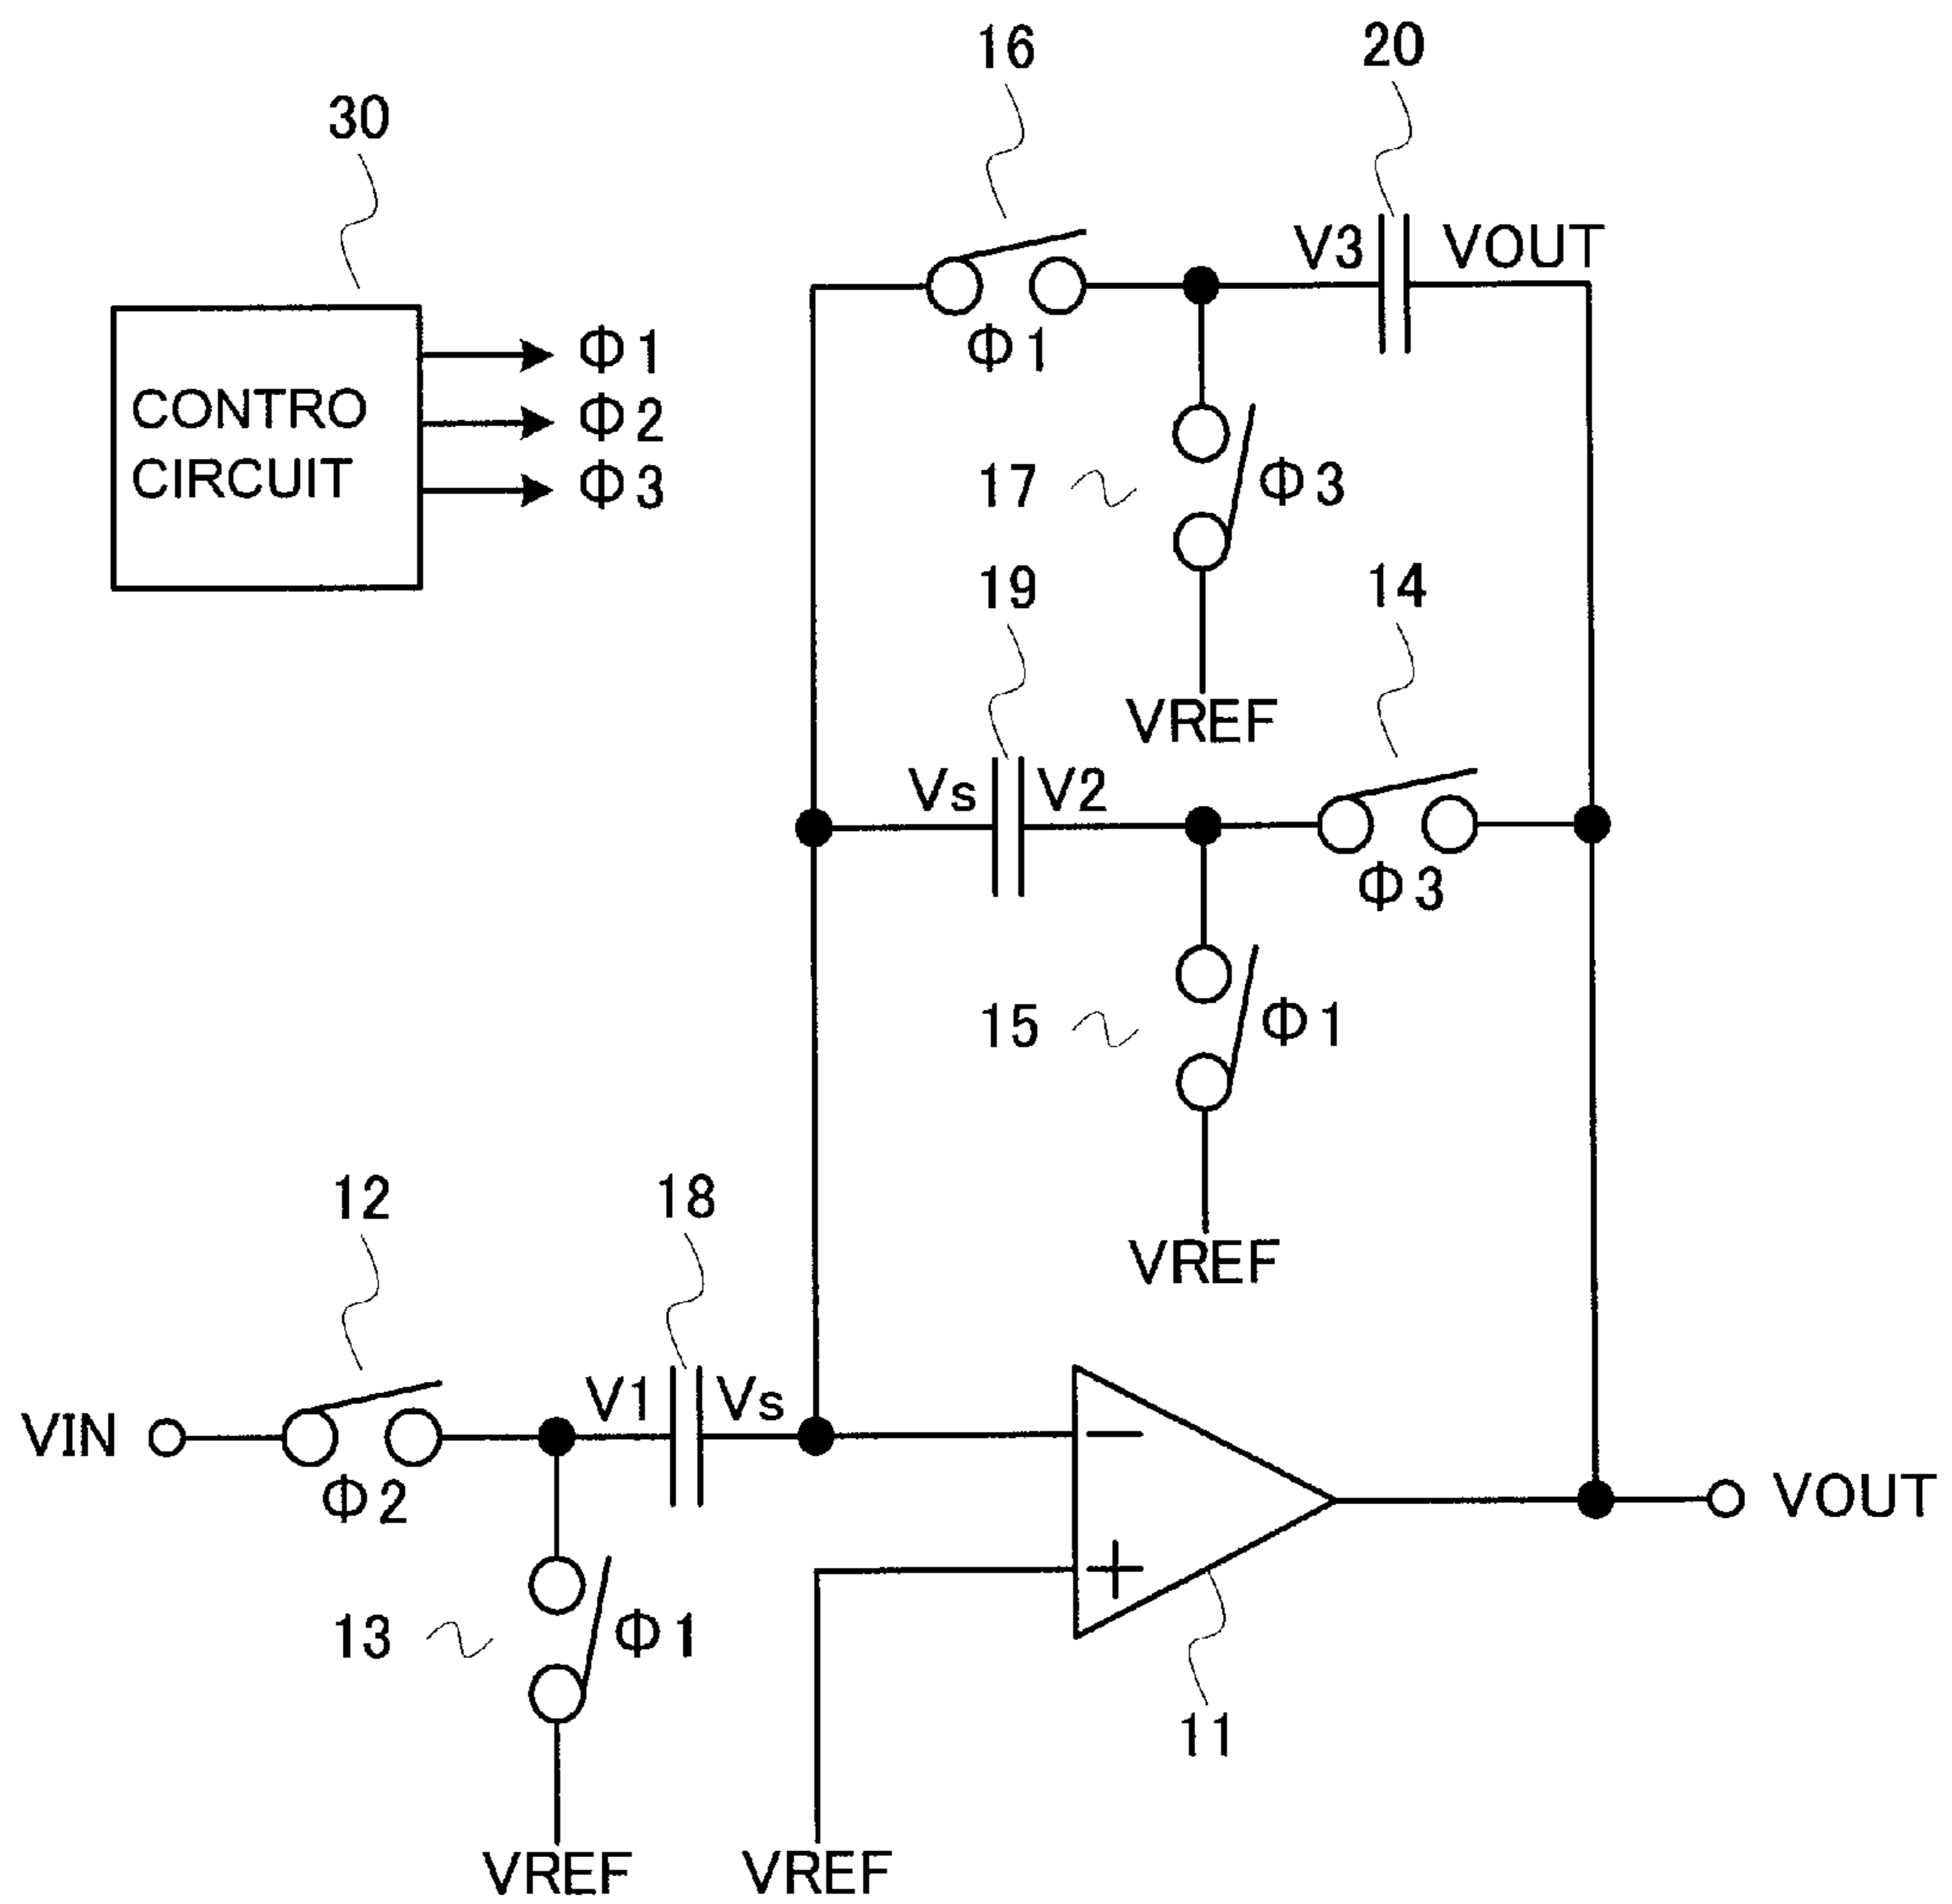 16
20
30
V3
VOUT
Φ1
Φ1
CONTRO
CIRCUIT
Φ2
Φ3
17
Φ3
19
14
VREF
Vs
V2
Φ3
15
Φ1
12
18
VREF
V1
Vs
VIN
Φ2
VOUT
13
Φ1
11
VREF
VREF